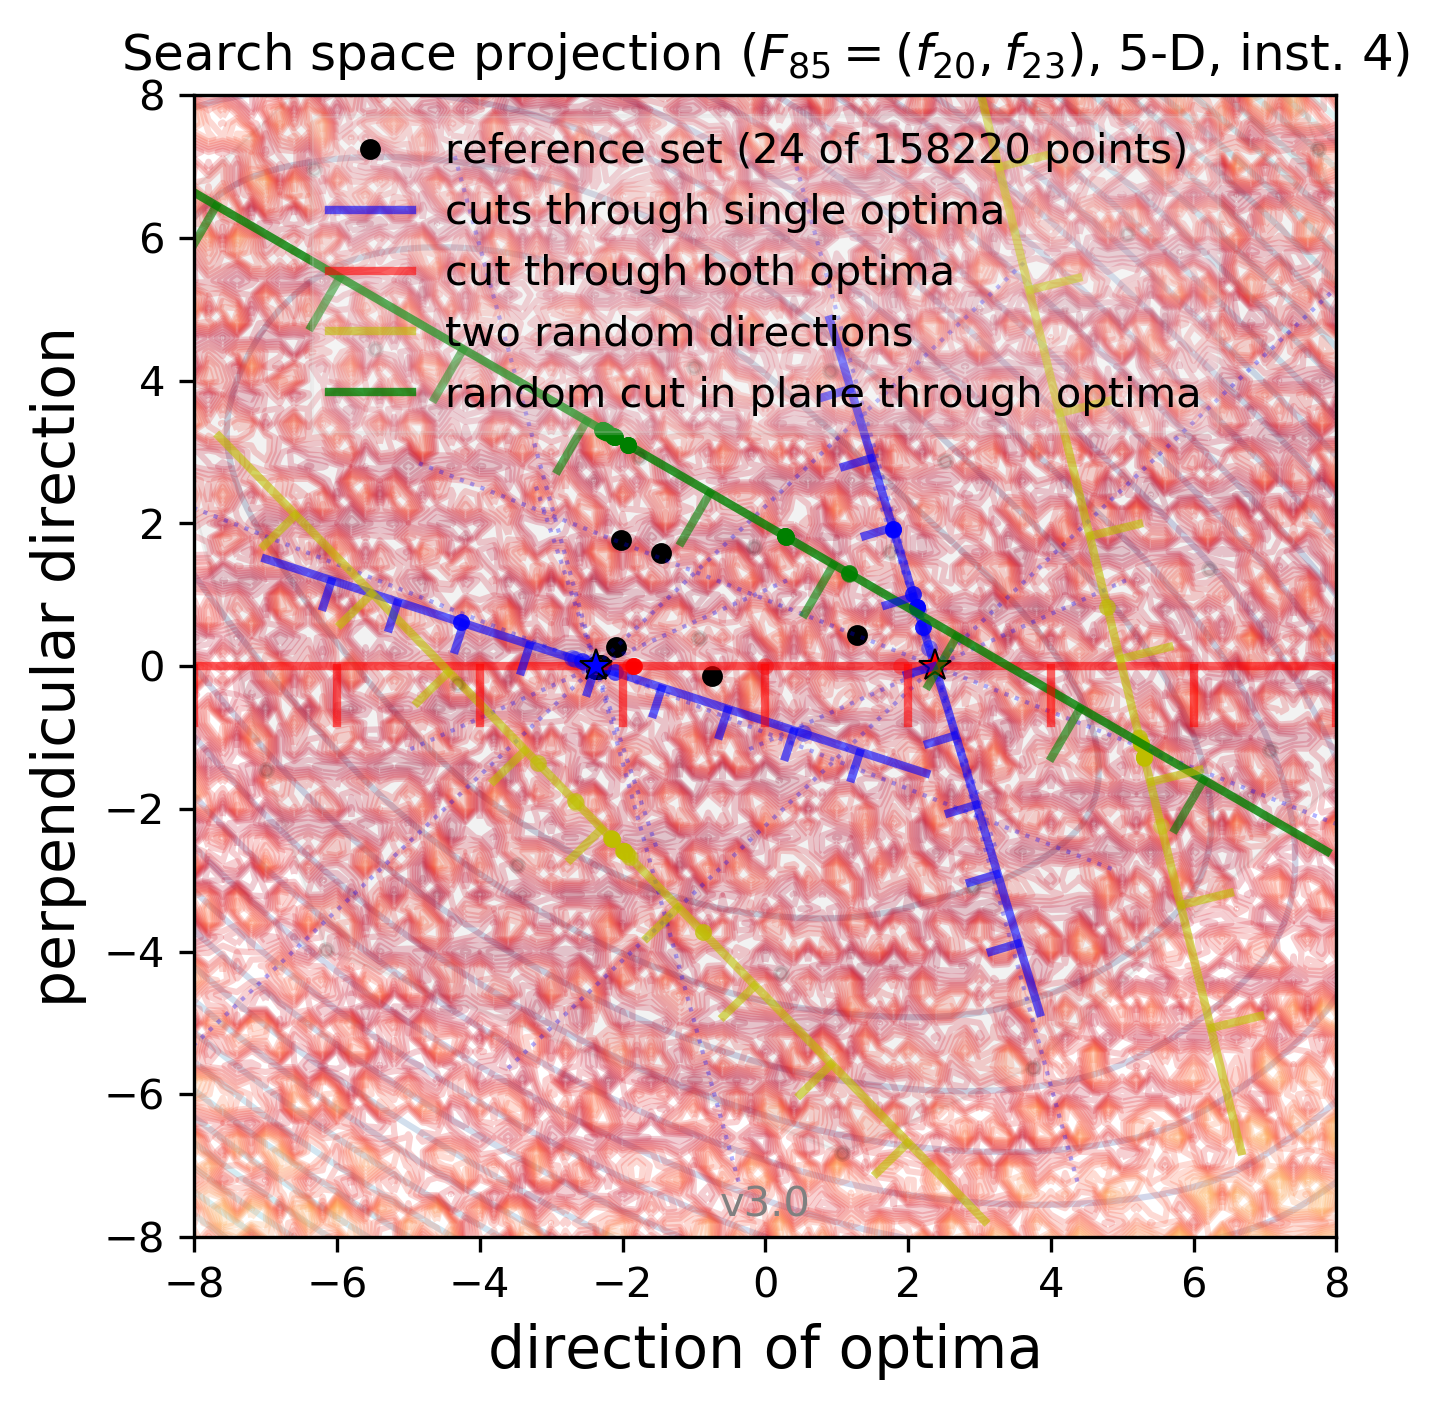 Search space projection (F85 = (f20, f23), 5-D, inst. 4)
reference set (24 of 158220 points)
cuts through single optima
cut through both optima
two random directions
random cut in plane through optima
8
6
4
2
0
−2
−4
−6
−8
perpendicular direction
v3.0
−8 −6 −4 −2 0 2 4 6 8
direction of optima